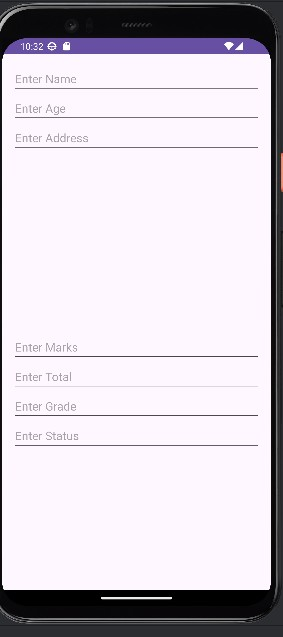 10:32
Enter Name
Enter Age
Enter Address
Enter Marks
Enter Total
Enter Grade
Enter Status